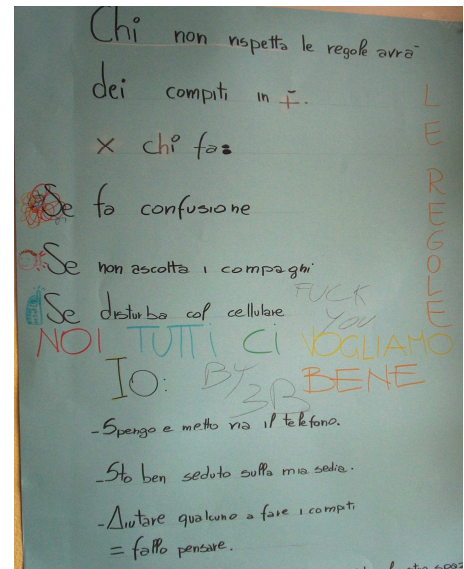 Chi non rispetta le regole avrà
dei compiti in +.
x chi fa:
Se fa confusione
Se non ascolta i compagni
Se disturba col cellulare
FUCK
YOU
LE REGOLE
NOI TUTTI CI VOGLIAMO
BENE
Io:
BY
3B
-Spengo e metto via il telefono.
-Sto ben seduto sulla mia sedia.
-Aiutare qualcuno a fare i compiti
= fallo pensare.